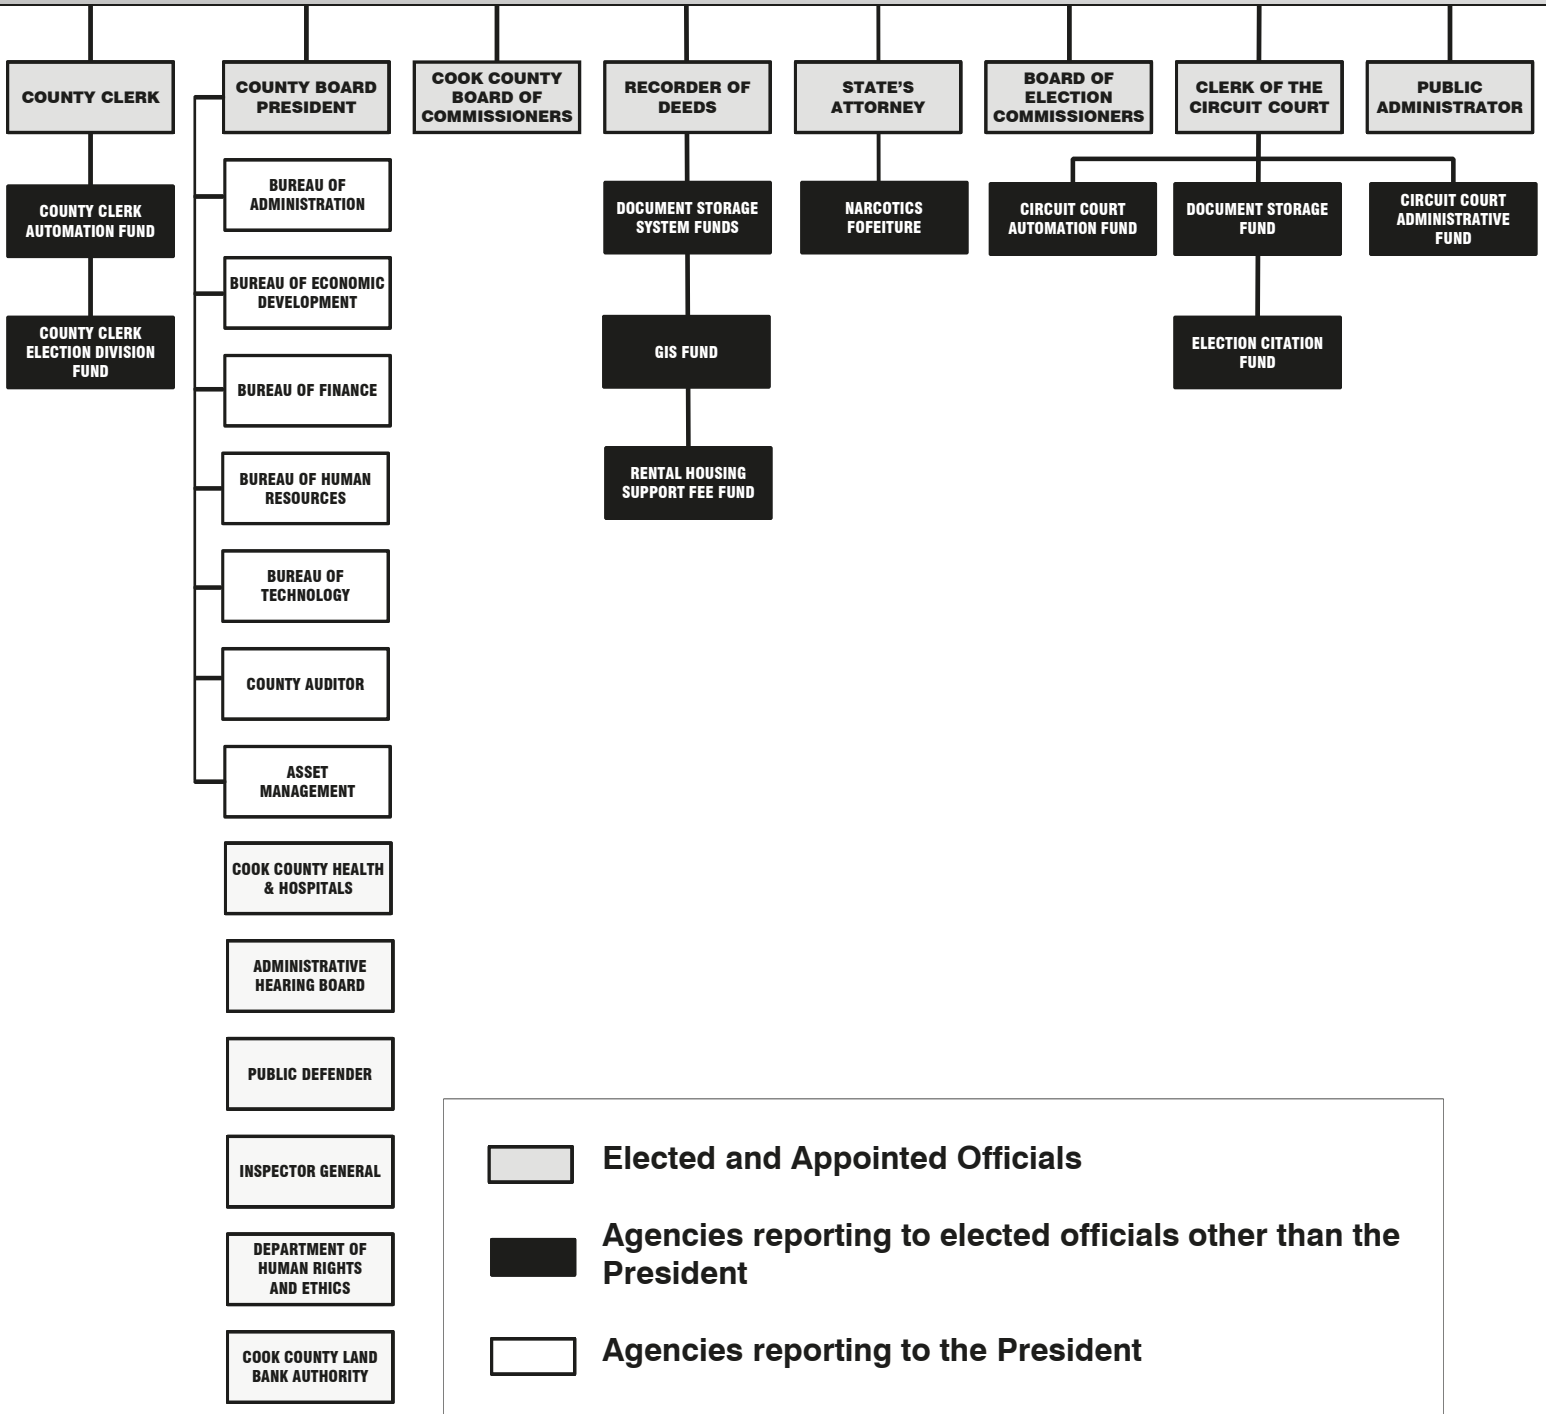 COUNTY CLERK
COUNTY BOARD
PRESIDENT
COOK COUNTY
BOARD OF
COMMISSIONERS
RECORDER OF
DEEDS
STATE'S
ATTORNEY
BOARD OF
ELECTION
COMMISSIONERS
CLERK OF THE
CIRCUIT COURT
PUBLIC
ADMINISTRATOR
COUNTY CLERK
AUTOMATION FUND
COUNTY CLERK
ELECTION DIVISION
FUND
BUREAU OF
ADMINISTRATION
BUREAU OF ECONOMIC
DEVELOPMENT
BUREAU OF FINANCE
BUREAU OF HUMAN
RESOURCES
BUREAU OF
TECHNOLOGY
COUNTY AUDITOR
ASSET
MANAGEMENT
COOK COUNTY HEALTH
& HOSPITALS
ADMINISTRATIVE
HEARING BOARD
PUBLIC DEFENDER
INSPECTOR GENERAL
DEPARTMENT OF
HUMAN RIGHTS
AND ETHICS
COOK COUNTY LAND
BANK AUTHORITY
DOCUMENT STORAGE
SYSTEM FUNDS
GIS FUND
RENTAL HOUSING
SUPPORT FEE FUND
NARCOTICS
FOFEITURE
CIRCUIT COURT
AUTOMATION FUND
DOCUMENT STORAGE
FUND
ELECTION CITATION
FUND
CIRCUIT COURT
ADMINISTRATIVE
FUND
Elected and Appointed Officials
Agencies reporting to elected officials other than the
President
Agencies reporting to the President